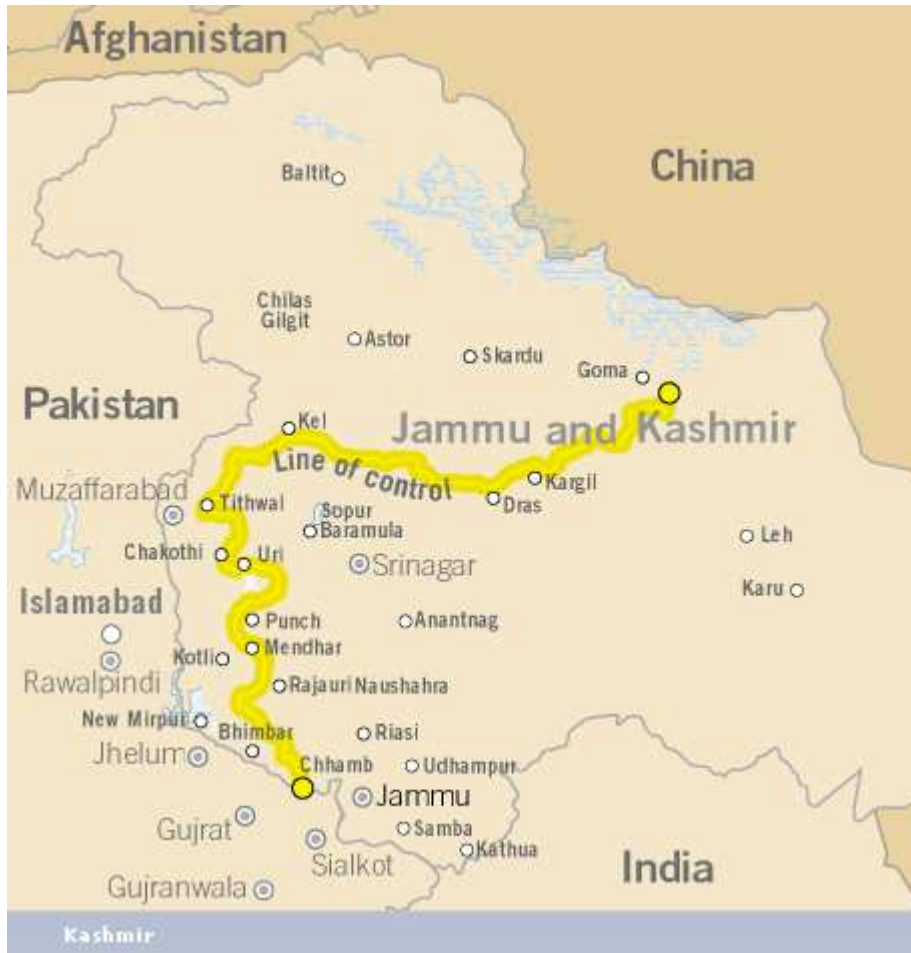 Afghanistan
China
Baltit
Chilas
Gilgit
Astor
Skardu
Goma
Pakistan
Jammu and Kashmir
Kel
Line of control
Kargil
Dras
Muzaffarabad
Tithwal
Sopur
Baramula
Leh
Chakothi
Uri
Srinagar
Karu
Islamabad
Punch
Anantnag
Mendhar
Kotli
Rawalpindi
Rajauri Naushahra
New Mirpur
Bhimbar
Riasi
Jhelum
Chhamb
Udhampur
Jammu
Gujrat
Samba
Sialkot
Kathua
India
Gujranwala
Kashmir